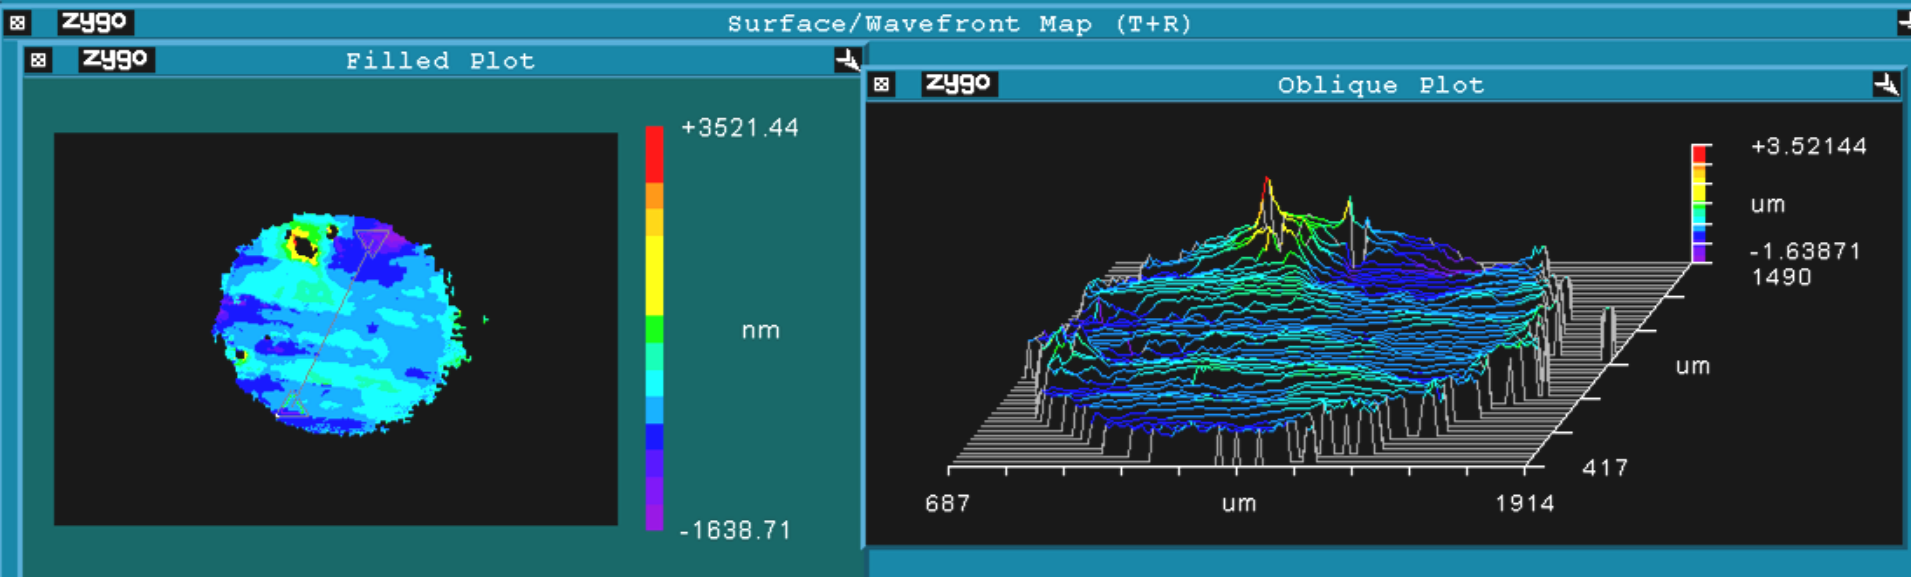 zygo
Surface/Wavefront Map (T+R)
zygo
Filled Plot
+3521.44
nm
-1638.71
zygo
Oblique Plot
+3.52144
um
-1.63871
1490
um
417
687
um
1914